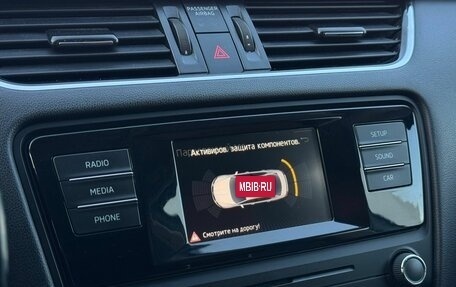 PASSENGER
AIRBAG
RADIO
MEDIA
PHONE
Активиров. защита компонентов.
MBIB·RU
Смотрите на дорогу!
SETUP
SOUND
CAR